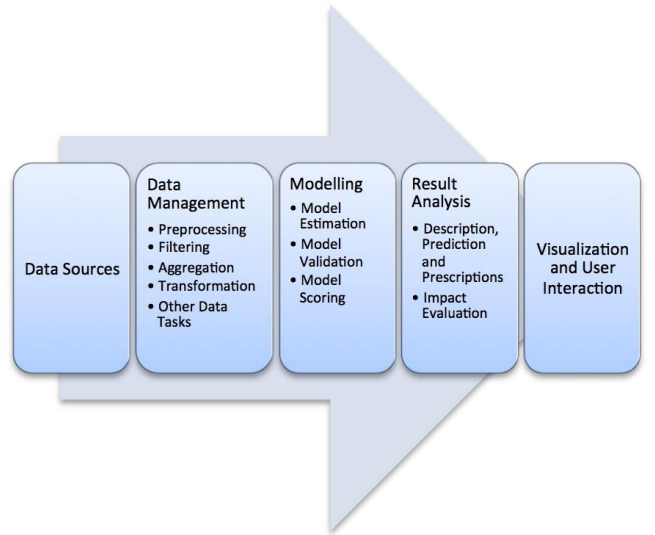 Data Sources
Data
Management
• Preprocessing
• Filtering
• Aggregation
• Transformation
• Other Data
Tasks
Modelling
• Model
Estimation
• Model
Validation
• Model
Scoring
Result
Analysis
• Description,
Prediction
and
Prescriptions
• Impact
Evaluation
Visualization
and User
Interaction